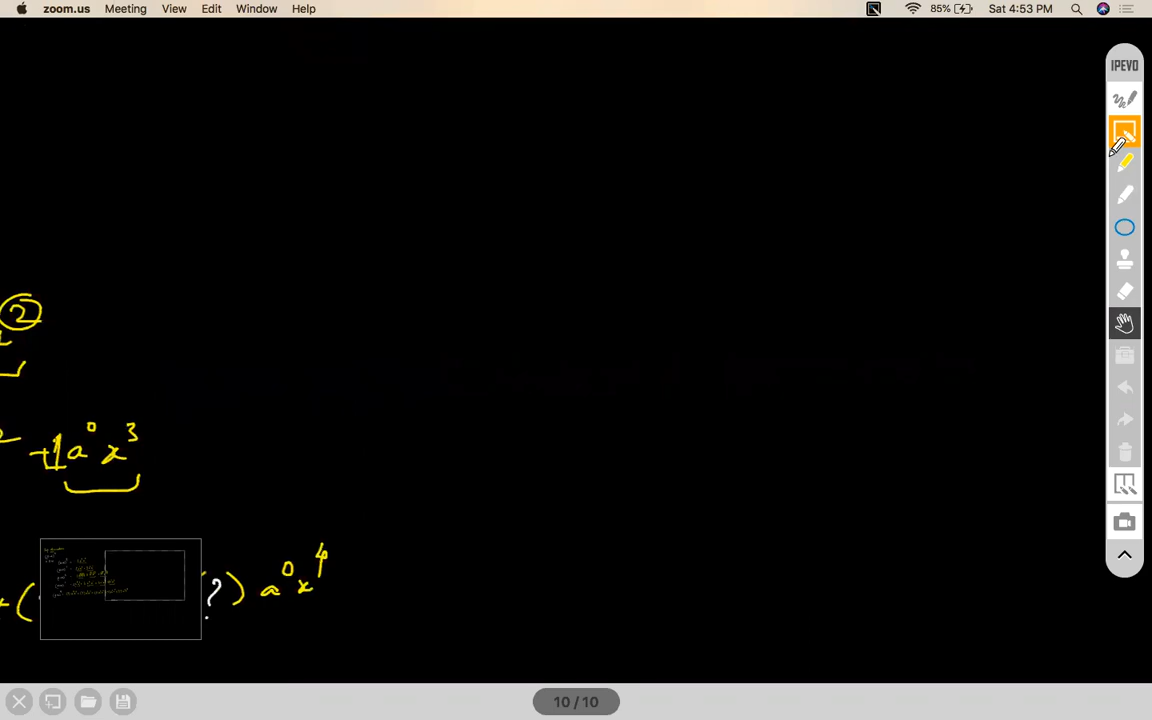 zoom.us Meeting View Edit Window Help 85% Sat 4:53 PM
IPEVO
2
+1a⁰x³
(?) a⁰x⁴
10 / 10